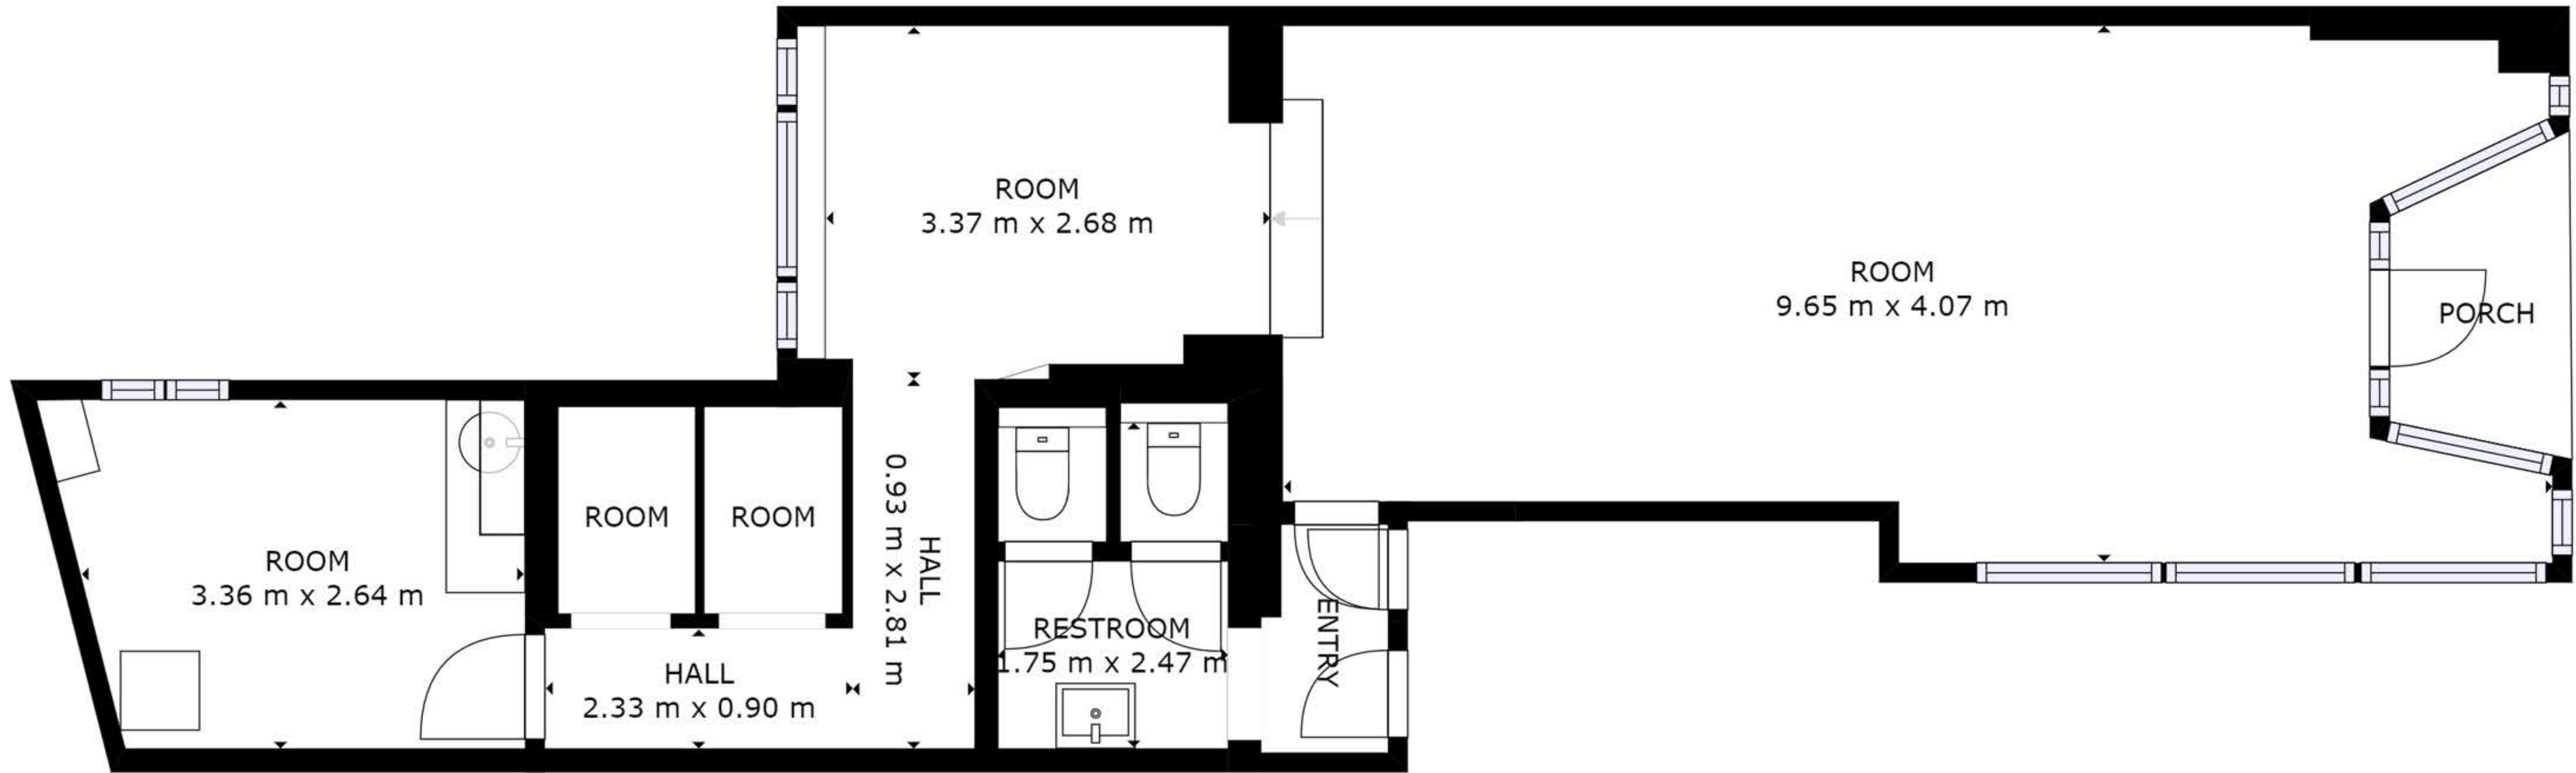 ROOM
3.37 m x 2.68 m
ROOM
9.65 m x 4.07 m
PORCH
ROOM
3.36 m x 2.64 m
ROOM
ROOM
HALL
0.93 m x 2.81 m
HALL
2.33 m x 0.90 m
RESTROOM
1.75 m x 2.47 m
ENTRY